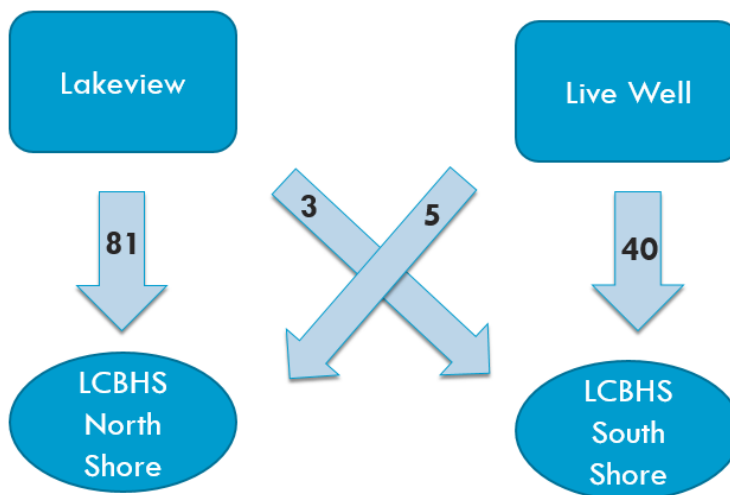 Lakeview
Live Well
3
5
81
40
LCBHS
North
Shore
LCBHS
South
Shore